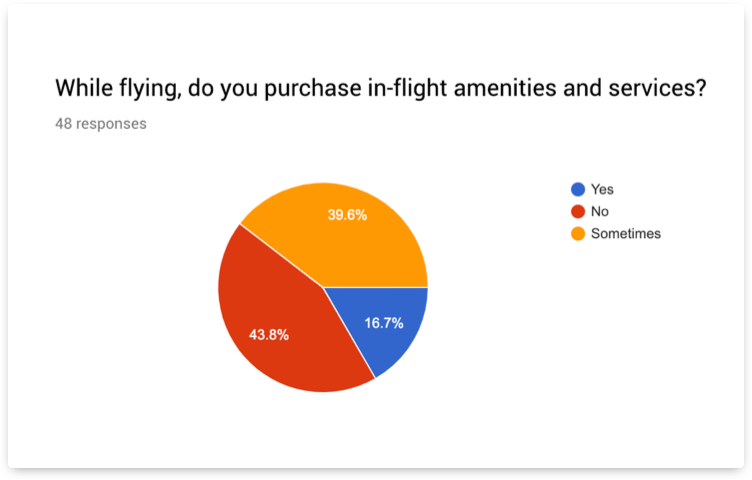 While flying, do you purchase in-flight amenities and services?
48 responses
39.6%
43.8%
16.7%
Yes
No
Sometimes